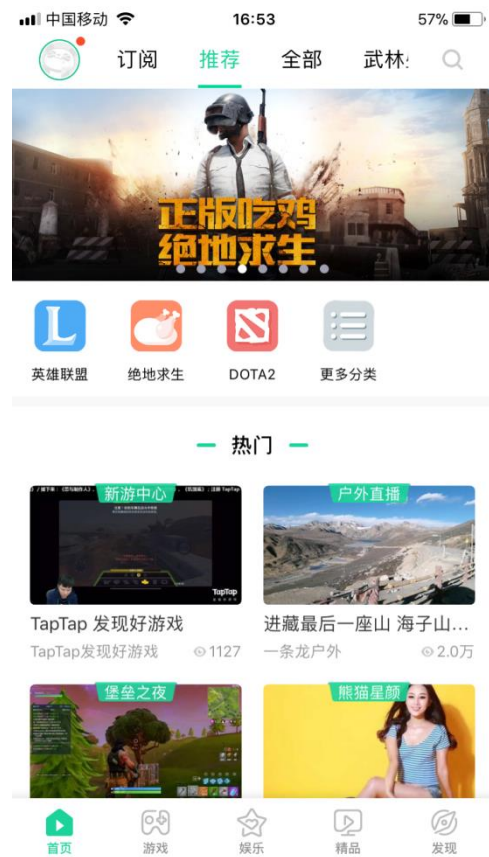 中国移动 16:53 57%
订阅 推荐 全部 武林
正版吃鸡
绝地求生
英雄联盟 绝地求生 DOTA2 更多分类
热门
新游中心 户外直播
TapTap
TapTap 发现好游戏 进藏最后一座山 海子山...
TapTap发现好游戏 1127 一条龙户外 2.0万
堡垒之夜 熊猫星颜
首页 游戏 娱乐 精品 发现